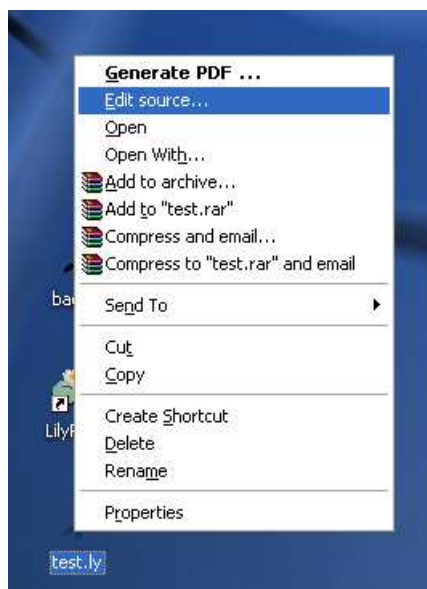 Generate PDF ...
Edit source...
Open
Open With...
Add to archive...
Add to "test.rar"
Compress and email...
Compress to "test.rar" and email
Send To
Cut
Copy
Create Shortcut
Delete
Rename
Properties
test.ly